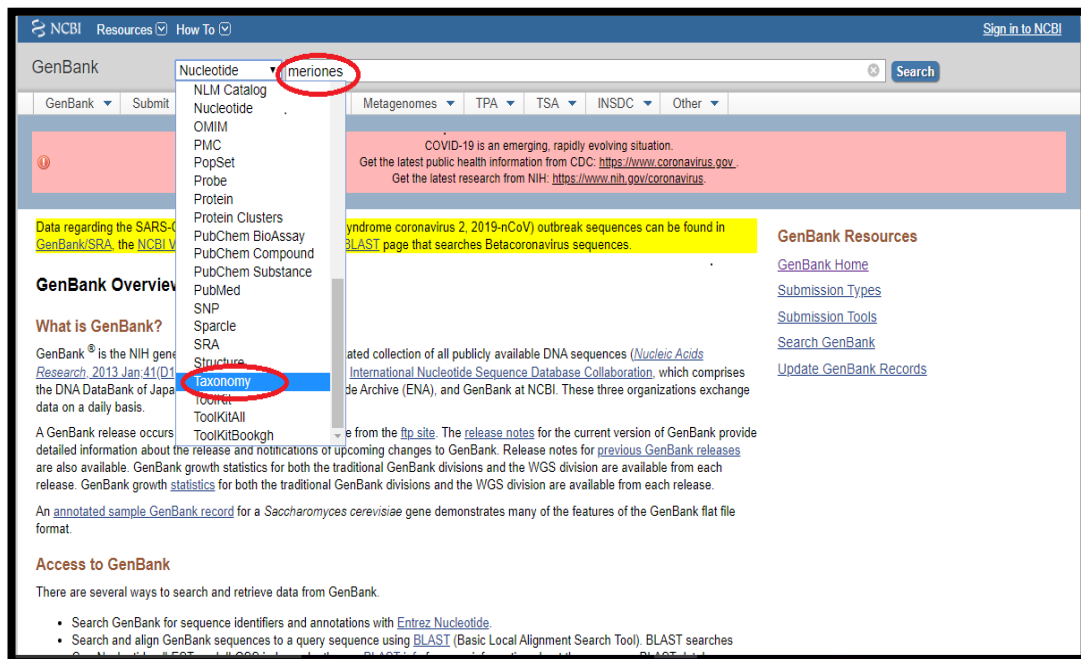 NCBI Resources How To Sign in to NCBI
GenBank Nucleotide meriones Search
GenBank Submit Metagenomes TPA TSA INSDC Other
NLM Catalog
Nucleotide
OMIM
PMC
PopSet
Probe
Protein
Protein Clusters
PubChem BioAssay
PubChem Compound
PubChem Substance
PubMed
SNP
Sparcle
SRA
Structure
Taxonomy
ToolKit
ToolKitAll
ToolKitBookgh
COVID-19 is an emerging, rapidly evolving situation.
Get the latest public health information from CDC: https://www.coronavirus.gov .
Get the latest research from NIH: https://www.nih.gov/coronavirus.
Data regarding the SARS- yndrome coronavirus 2, 2019-nCoV) outbreak sequences can be found in
GenBank/SRA, the NCBI V BLAST page that searches Betacoronavirus sequences.
GenBank Overview
What is GenBank?
GenBank ® is the NIH gene ated collection of all publicly available DNA sequences (Nucleic Acids
Research, 2013 Jan;41(D1 International Nucleotide Sequence Database Collaboration, which comprises
the DNA DataBank of Japa de Archive (ENA), and GenBank at NCBI. These three organizations exchange
data on a daily basis.
A GenBank release occurs e from the ftp site. The release notes for the current version of GenBank provide
detailed information about the release and notifications of upcoming changes to GenBank. Release notes for previous GenBank releases
are also available. GenBank growth statistics for both the traditional GenBank divisions and the WGS division are available from each
release. GenBank growth statistics for both the traditional GenBank divisions and the WGS division are available from each release.
An annotated sample GenBank record for a Saccharomyces cerevisiae gene demonstrates many of the features of the GenBank flat file
format.
Access to GenBank
There are several ways to search and retrieve data from GenBank.
• Search GenBank for sequence identifiers and annotations with Entrez Nucleotide.
• Search and align GenBank sequences to a query sequence using BLAST (Basic Local Alignment Search Tool). BLAST searches
GenBank Resources
GenBank Home
Submission Types
Submission Tools
Search GenBank
Update GenBank Records